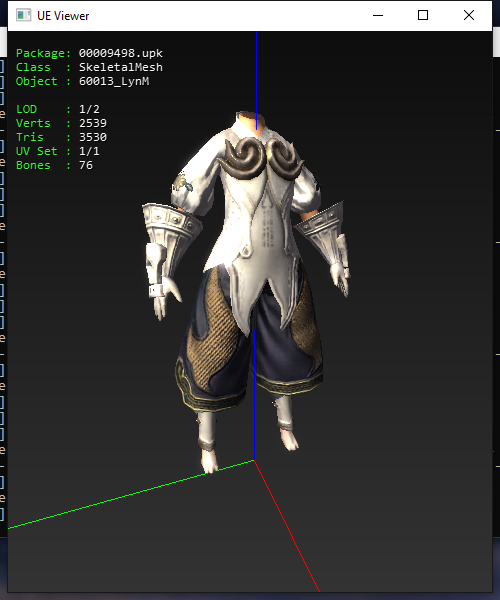 UE Viewer
Package: 00009498.upk
Class : SkeletalMesh
Object : 60013_LynM
LOD : 1/2
Verts : 2539
Tris : 3530
UV Set : 1/1
Bones : 76